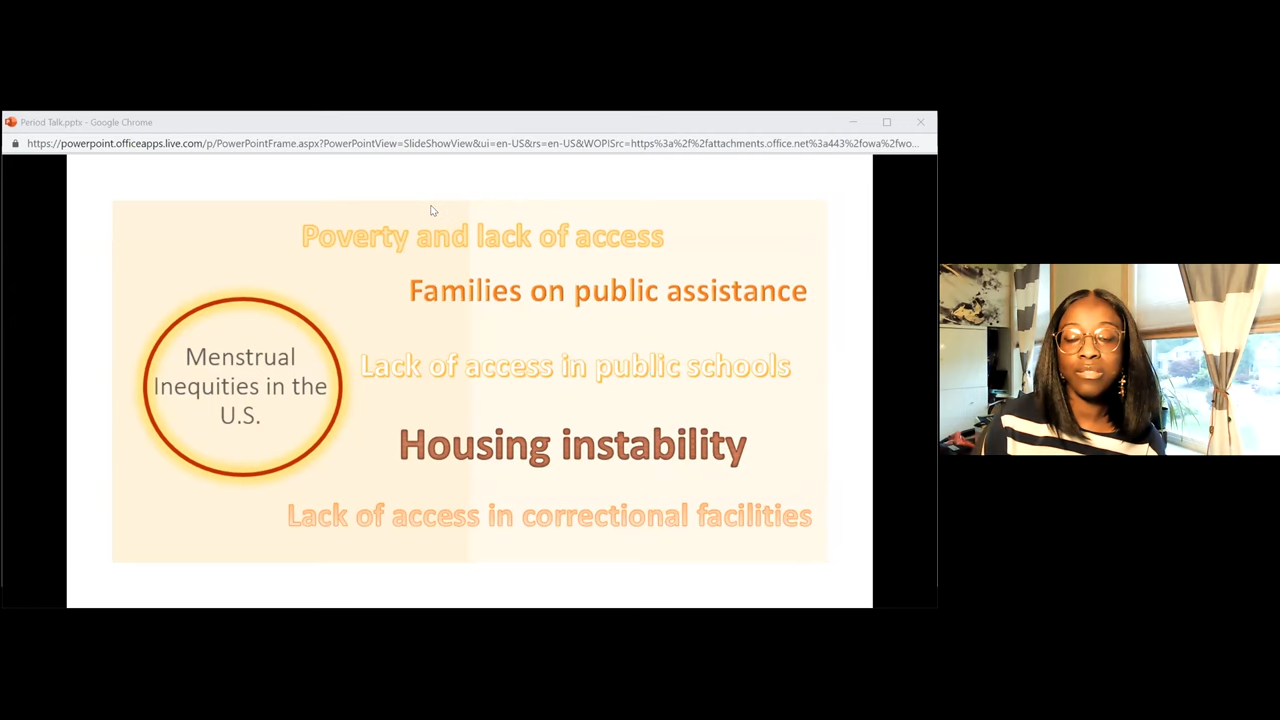 Period Talk.pptx - Google Chrome
https://powerpoint.officeapps.live.com/p/PowerPointFrame.aspx?PowerPointView=SlideShowView&ui=en-US&rs=en-US&WOPISrc=https%3a%2f%2fattachments.office.net%3a443%2fowa%2fwo...
Poverty and lack of access
Families on public assistance
Menstrual
Inequities in the
U.S.
Lack of access in public schools
Housing instability
Lack of access in correctional facilities